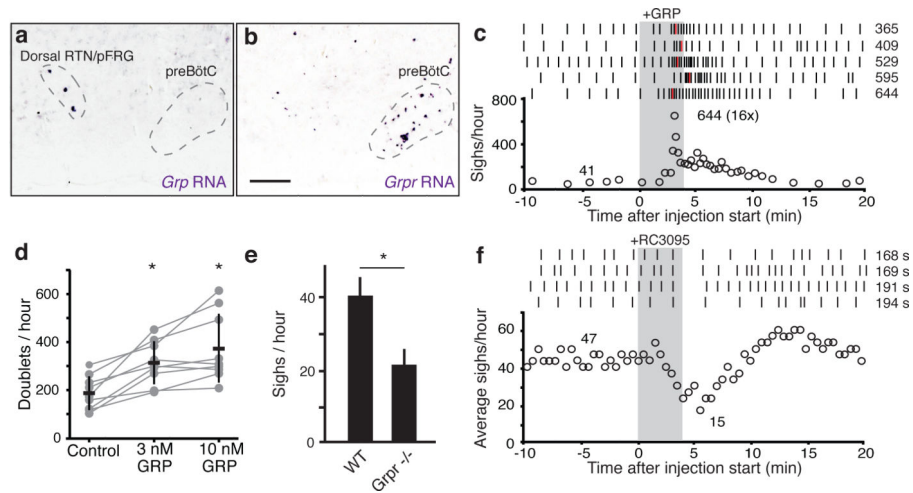 a
Dorsal RTN/pFRG
preBötC
Grp RNA
b
preBötC
Grpr RNA
c
+GRP
365
409
529
595
644
Sighs/hour
800
400
0
644 (16x)
41
-10 -5 0 5 10 15 20
Time after injection start (min)
d
Doublets / hour
600
400
200
0
* *
Control 3 nM GRP 10 nM GRP
e
Sighs / hour
40
20
0
*
WT Grpr -/-
f
+RC3095
168 s
169 s
191 s
194 s
Average sighs/hour
60
40
20
0
47
15
-10 -5 0 5 10 15 20
Time after injection start (min)